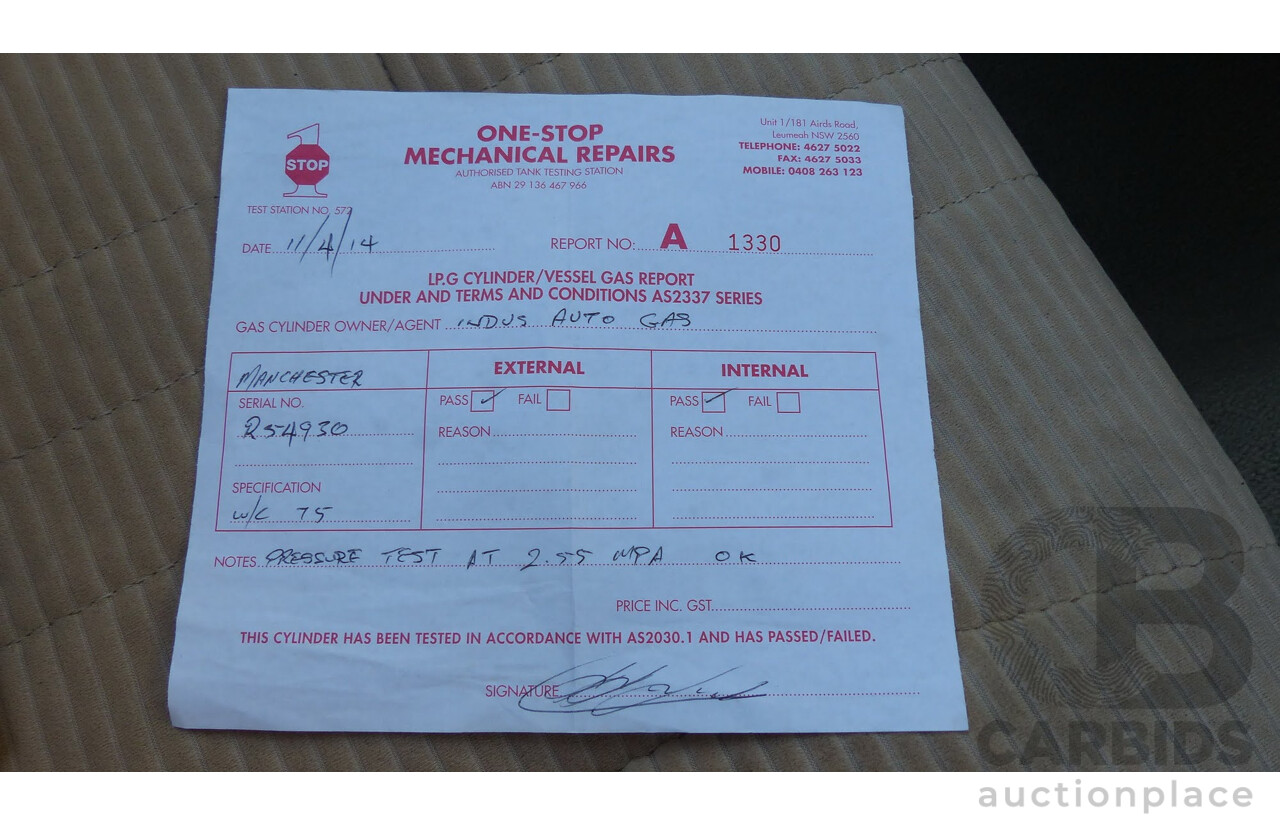 STOP
ONE-STOP
MECHANICAL REPAIRS
AUTHORISED TANK TESTING STATION
ABN 29 136 467 966
Unit 1/181 Airds Road,
Leumeah NSW 2560
TELEPHONE: 4627 5022
FAX: 4627 5033
MOBILE: 0408 263 123
TEST STATION NO. 572
DATE 11/4/14
REPORT NO: A 1330
LP.G CYLINDER/VESSEL GAS REPORT
UNDER AND TERMS AND CONDITIONS AS2337 SERIES
GAS CYLINDER OWNER/AGENT INDUS AUTO GAS
MANCHESTER
EXTERNAL
INTERNAL
SERIAL NO.
PASS FAIL
PASS FAIL
R54930
REASON
REASON
SPECIFICATION
W/C 75
NOTES PRESSURE TEST AT 2.55 MPA OK
PRICE INC. GST
THIS CYLINDER HAS BEEN TESTED IN ACCORDANCE WITH AS2030.1 AND HAS PASSED/FAILED.
SIGNATURE
CARBIDS
auctionplace